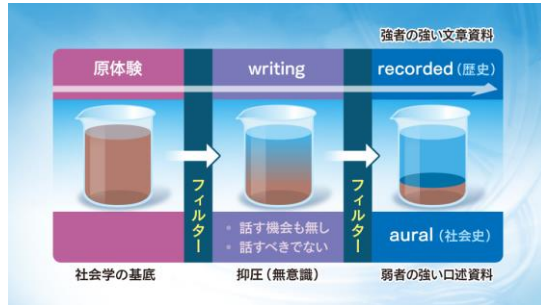 強者の強い文章資料
原体験
writing
recorded（歴史）
フィルター
フィルター
• 話す機会も無し
• 話すべきでない
aural（社会史）
社会学の基底
抑圧（無意識）
弱者の強い口述資料